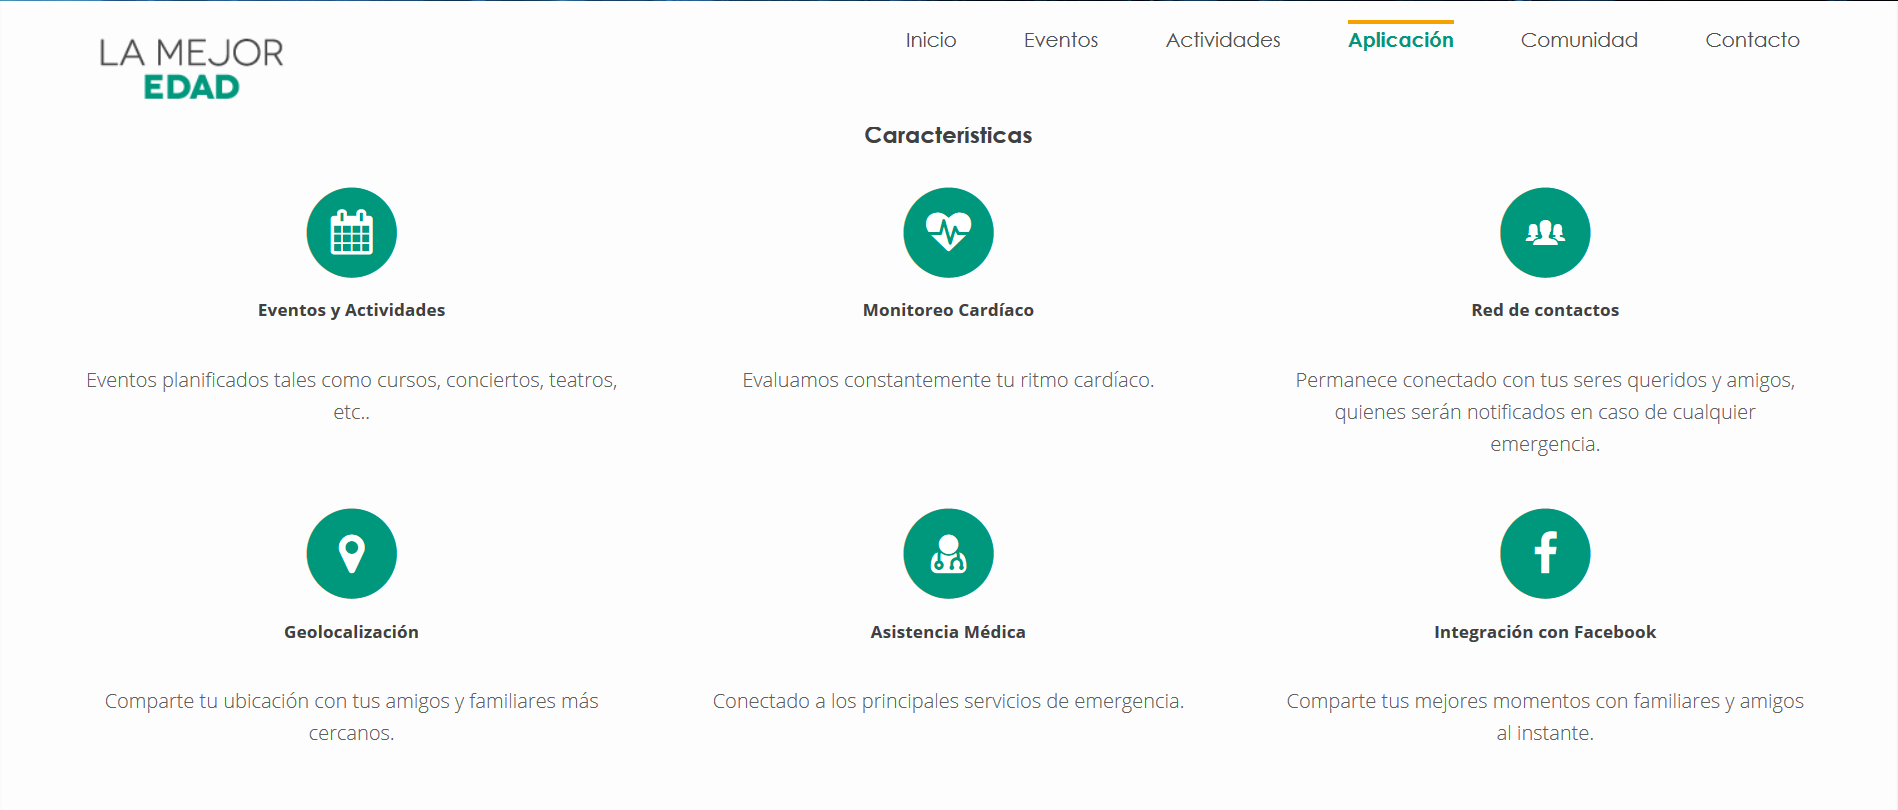 LA MEJOR
EDAD
Inicio
Eventos
Actividades
Aplicación
Comunidad
Contacto
Características
Eventos y Actividades
Eventos planificados tales como cursos, conciertos, teatros,
etc..
Monitoreo Cardíaco
Evaluamos constantemente tu ritmo cardíaco.
Red de contactos
Permanece conectado con tus seres queridos y amigos,
quienes serán notificados en caso de cualquier
emergencia.
Geolocalización
Comparte tu ubicación con tus amigos y familiares más
cercanos.
Asistencia Médica
Conectado a los principales servicios de emergencia.
Integración con Facebook
Comparte tus mejores momentos con familiares y amigos
al instante.